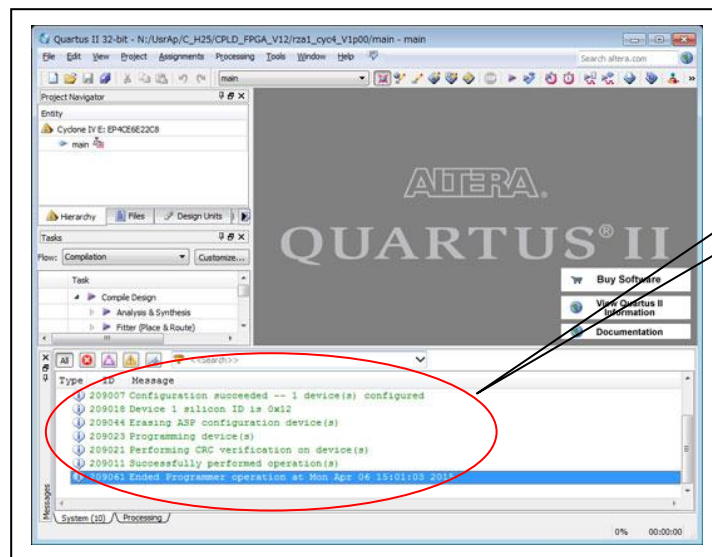 Quartus II 32-bit - N:/UsrAp/C_H25/CPLD_FPGA_V12/rza1_cyc4_V1p00/main - main
File Edit View Project Assignments Processing Tools Window Help
Search altera.com
main
Project Navigator
Entity
Cyclone IV E: EP4CE6E22C8
main
Hierarchy Files Design Units
Tasks
Flow: Compilation Customize...
Task
Compile Design
Analysis & Synthesis
Fitter (Place & Route)
ALTERA®
QUARTUS® II
Buy Software
View Quartus II
Information
Documentation
All <<Search>>
Type ID Message
209007 Configuration succeeded -- 1 device(s) configured
209018 Device 1 silicon ID is 0x12
209044 Erasing ASP configuration device(s)
209023 Programming device(s)
209021 Performing CRC verification on device(s)
209011 Successfully performed operation(s)
209061 Ended Programmer operation at Mon Apr 06 15:01:03 2015
Messages
System (10) Processing
0% 00:00:00